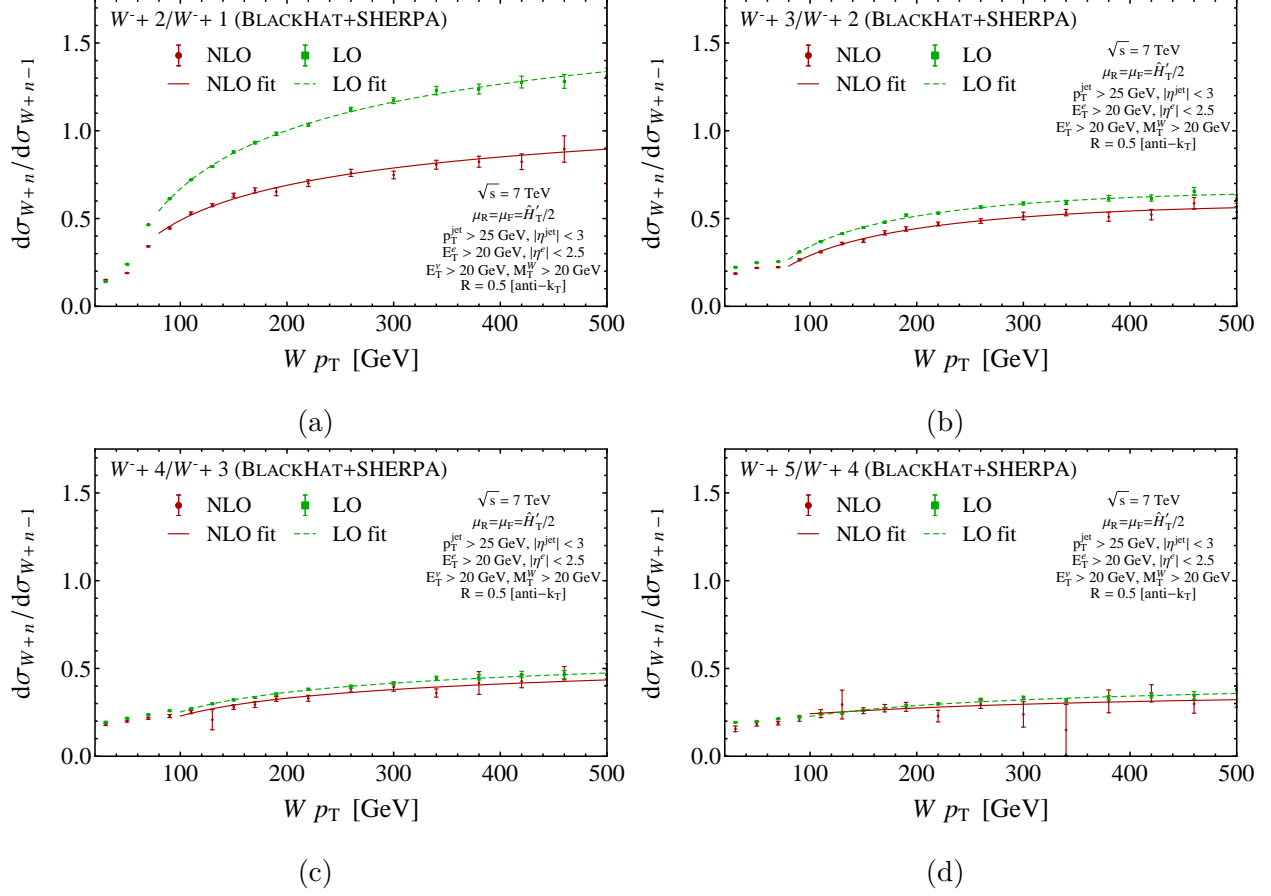 W⁻+ 2/W⁻+ 1 (BLACKHAT+SHERPA)
NLO
LO
NLO fit
LO fit
√s = 7 TeV
μ_R=μ_F=Ĥ′_T/2
p_T^jet > 25 GeV, |η^jet| < 3
E_T^e > 20 GeV, |η^e| < 2.5
E_T^ν > 20 GeV, M_T^W > 20 GeV
R = 0.5 [anti−k_T]
dσ_W+n / dσ_W+n−1
1.5
1.0
0.5
0.0
100 200 300 400 500
W p_T [GeV]
(a)
W⁻+ 3/W⁻+ 2 (BLACKHAT+SHERPA)
NLO
LO
NLO fit
LO fit
√s = 7 TeV
μ_R=μ_F=Ĥ′_T/2
p_T^jet > 25 GeV, |η^jet| < 3
E_T^e > 20 GeV, |η^e| < 2.5
E_T^ν > 20 GeV, M_T^W > 20 GeV
R = 0.5 [anti−k_T]
dσ_W+n / dσ_W+n−1
1.5
1.0
0.5
0.0
100 200 300 400 500
W p_T [GeV]
(b)
W⁻+ 4/W⁻+ 3 (BLACKHAT+SHERPA)
NLO
LO
NLO fit
LO fit
√s = 7 TeV
μ_R=μ_F=Ĥ′_T/2
p_T^jet > 25 GeV, |η^jet| < 3
E_T^e > 20 GeV, |η^e| < 2.5
E_T^ν > 20 GeV, M_T^W > 20 GeV
R = 0.5 [anti−k_T]
dσ_W+n / dσ_W+n−1
1.5
1.0
0.5
0.0
100 200 300 400 500
W p_T [GeV]
(c)
W⁻+ 5/W⁻+ 4 (BLACKHAT+SHERPA)
NLO
LO
NLO fit
LO fit
√s = 7 TeV
μ_R=μ_F=Ĥ′_T/2
p_T^jet > 25 GeV, |η^jet| < 3
E_T^e > 20 GeV, |η^e| < 2.5
E_T^ν > 20 GeV, M_T^W > 20 GeV
R = 0.5 [anti−k_T]
dσ_W+n / dσ_W+n−1
1.5
1.0
0.5
0.0
100 200 300 400 500
W p_T [GeV]
(d)